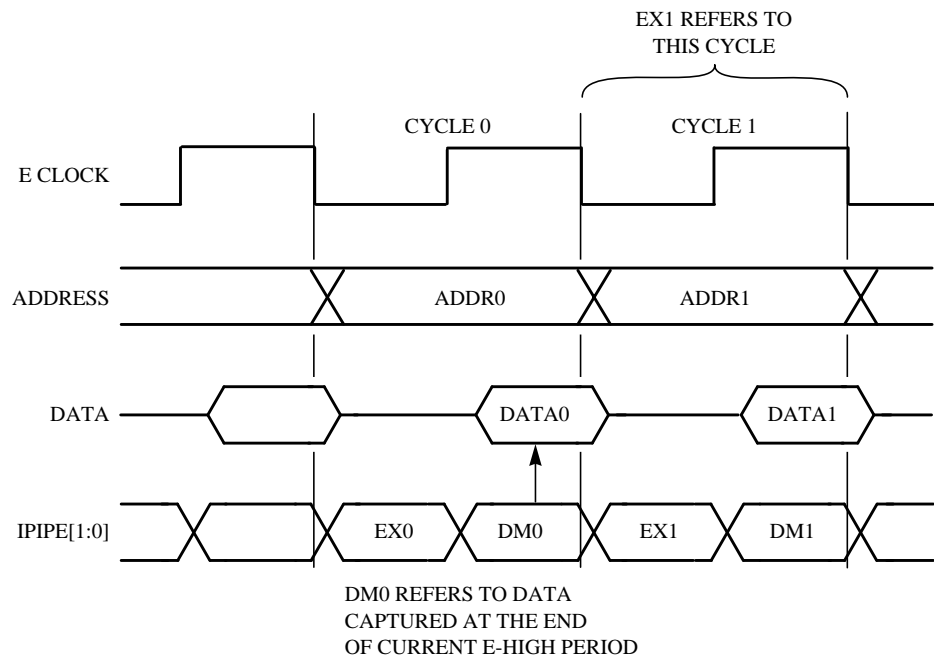 EX1 REFERS TO
THIS CYCLE
CYCLE 0
CYCLE 1
E CLOCK
ADDRESS
ADDR0
ADDR1
DATA
DATA0
DATA1
IPIPE[1:0]
EX0
DM0
EX1
DM1
DM0 REFERS TO DATA
CAPTURED AT THE END
OF CURRENT E-HIGH PERIOD